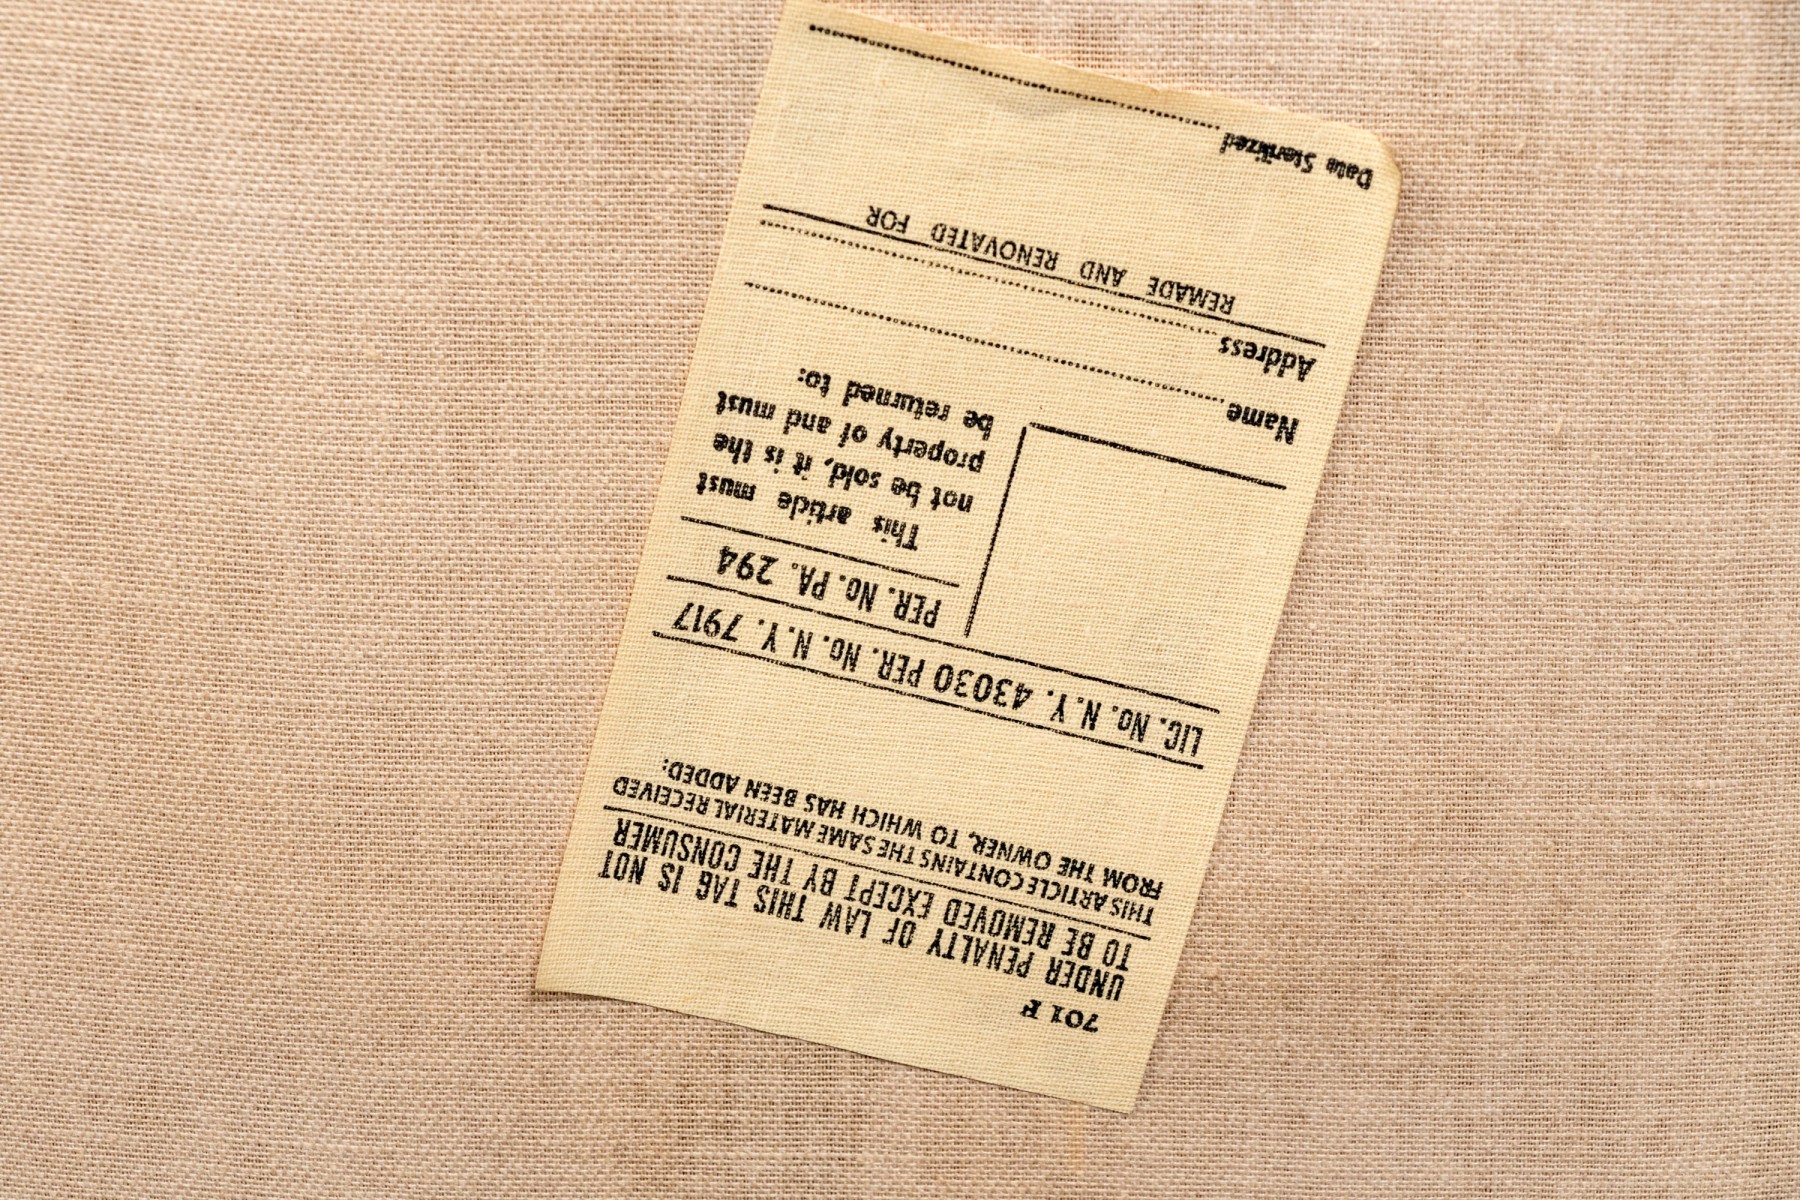 701 F
UNDER PENALTY OF LAW THIS TAG IS NOT
TO BE REMOVED EXCEPT BY THE CONSUMER
THIS ARTICLE CONTAINS THE SAME MATERIAL RECEIVED
FROM THE OWNER, TO WHICH HAS BEEN ADDED:
LIC. No. N.Y. 43030 PER. No. N.Y. 7917
PER. No. PA. 294
This article must
not be sold, it is the
property of and must
be returned to:
Name
Address
REMADE AND RENOVATED FOR
Date Sterilized